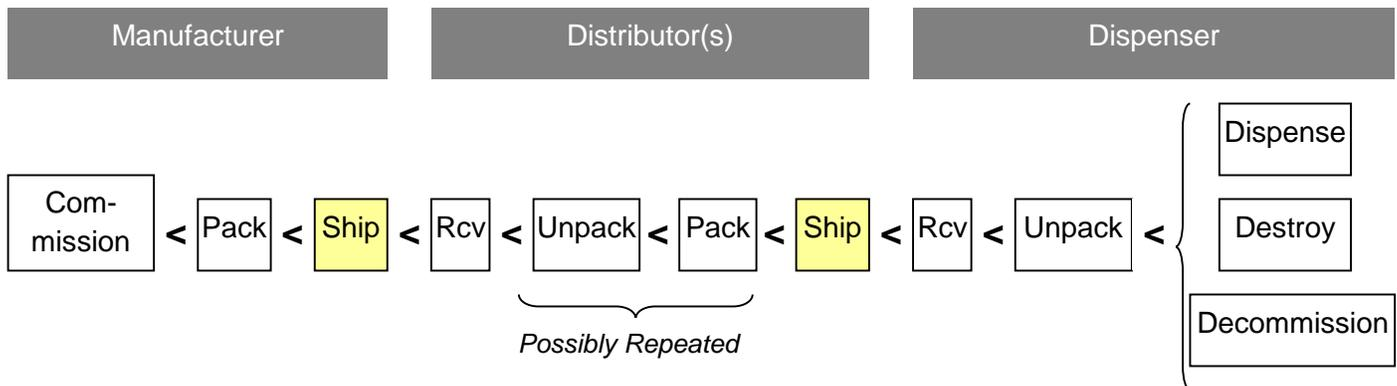 Manufacturer
Distributor(s)
Dispenser
Dispense
Com-
mission
< Pack < Ship < Rcv < Unpack < Pack < Ship < Rcv < Unpack <
Destroy
Decommission
Possibly Repeated